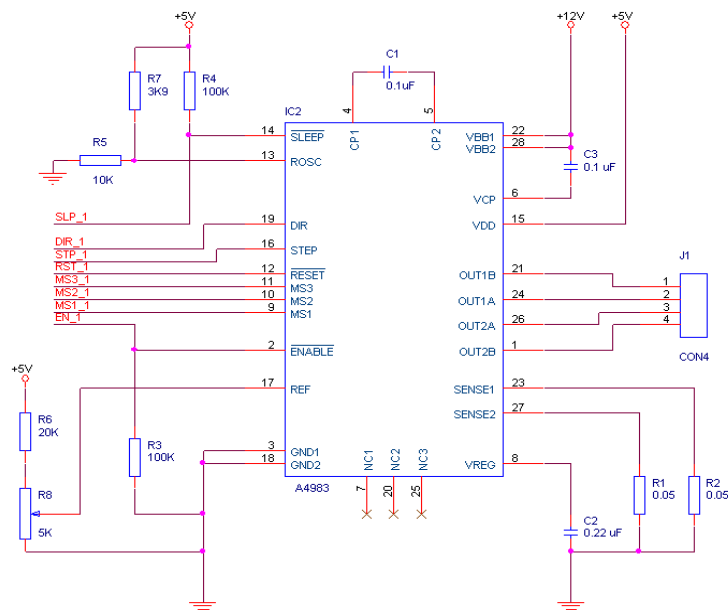 +5V
+12V
+5V
C1
0.1uF
R7
3K9
R4
100K
IC2
4
5
CP1
CP2
14
SLEEP
VBB1
22
VBB2
28
R5
13
ROSC
C3
0.1 uF
10K
VCP
6
SLP_1
19
DIR
VDD
15
DIR_1
16
STEP
STP_1
J1
RST_1
12
RESET
OUT1B
21
1
MS3_1
11
MS3
MS2_1
10
MS2
OUT1A
24
2
MS1_1
9
MS1
3
EN_1
OUT2A
26
4
2
ENABLE
OUT2B
1
CON4
+5V
17
REF
SENSE1
23
R6
20K
SENSE2
27
R3
100K
3
GND1
18
GND2
NC1
NC2
NC3
VREG
8
R8
5K
A4983
7
20
25
R1
0.05
R2
0.05
C2
0.22 uF